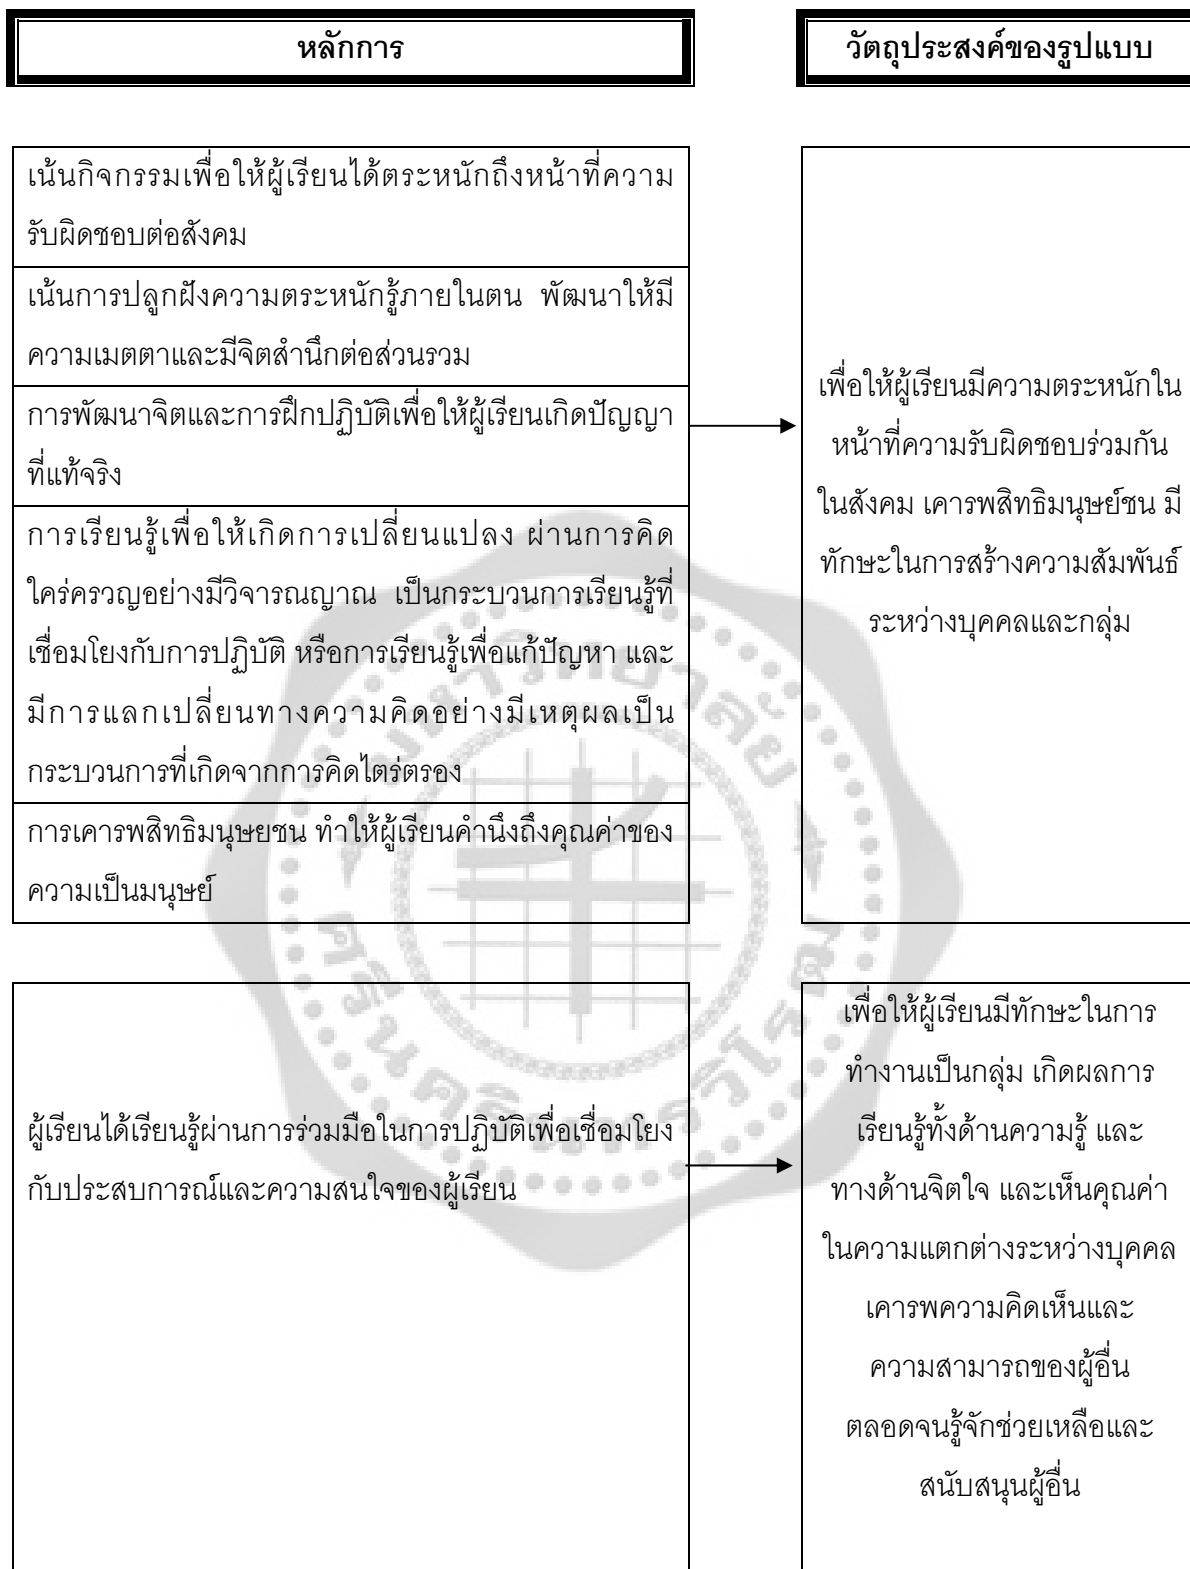 หลักการ
วัตถุประสงค์ของรูปแบบ
เน้นกิจกรรมเพื่อให้ผู้เรียนได้ตระหนักถึงหน้าที่ความ
รับผิดชอบต่อสังคม
เน้นการปลูกฝังความตระหนักรู้ภายในตน พัฒนาให้มี
ความเมตตาและมีจิตสำนึกต่อส่วนรวม
การพัฒนาจิตและการฝึกปฏิบัติเพื่อให้ผู้เรียนเกิดปัญญา
ที่แท้จริง
การเรียนรู้เพื่อให้เกิดการเปลี่ยนแปลง ผ่านการคิด
ใคร่ครวญอย่างมีวิจารณญาณ เป็นกระบวนการเรียนรู้ที่
เชื่อมโยงกับการปฏิบัติ หรือการเรียนรู้เพื่อแก้ปัญหา และ
มีการแลกเปลี่ยนทางความคิดอย่างมีเหตุผลเป็น
กระบวนการที่เกิดจากการคิดไตร่ตรอง
การเคารพสิทธิมนุษยชน ทำให้ผู้เรียนคำนึงถึงคุณค่าของ
ความเป็นมนุษย์
เพื่อให้ผู้เรียนมีความตระหนักใน
หน้าที่ความรับผิดชอบร่วมกัน
ในสังคม เคารพสิทธิมนุษย์ชน มี
ทักษะในการสร้างความสัมพันธ์
ระหว่างบุคคลและกลุ่ม
ผู้เรียนได้เรียนรู้ผ่านการร่วมมือในการปฏิบัติเพื่อเชื่อมโยง
กับประสบการณ์และความสนใจของผู้เรียน
เพื่อให้ผู้เรียนมีทักษะในการ
ทำงานเป็นกลุ่ม เกิดผลการ
เรียนรู้ทั้งด้านความรู้ และ
ทางด้านจิตใจ และเห็นคุณค่า
ในความแตกต่างระหว่างบุคคล
เคารพความคิดเห็นและ
ความสามารถของผู้อื่น
ตลอดจนรู้จักช่วยเหลือและ
สนับสนุนผู้อื่น
มหาวิทยาลัย
ศรีนครินทรวิโรฒ